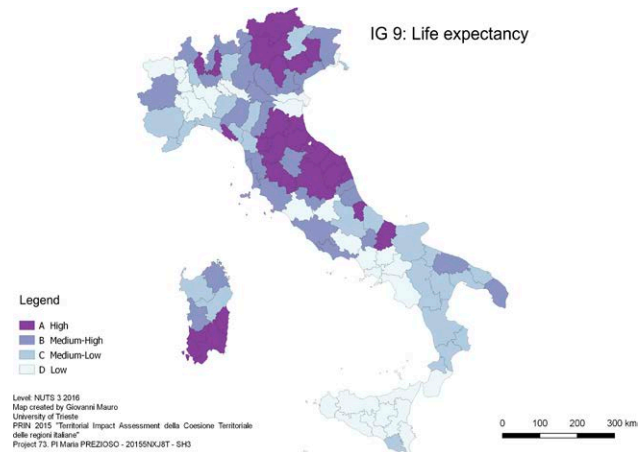 IG 9: Life expectancy
Legend
A High
B Medium-High
C Medium-Low
D Low
Level: NUTS 3 2016
Map created by Giovanni Mauro
University of Trieste
PRIN 2015 "Territorial Impact Assessment della Coesione Territoriale
delle regioni italiane"
Project 73. PI Maria PREZIOSO - 20155NXJ8T - SH3
0 100 200 300 km